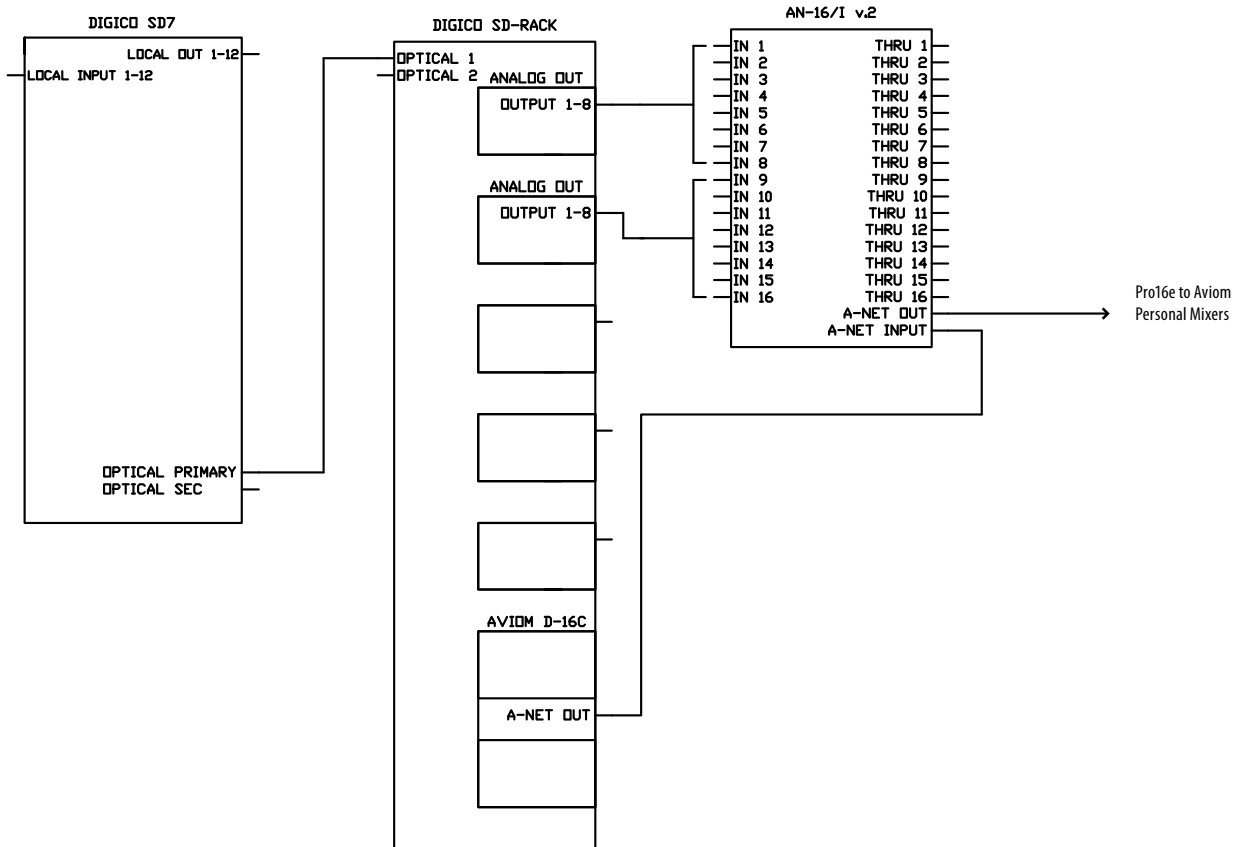 DIGICO SD7
LOCAL OUT 1-12
LOCAL INPUT 1-12
OPTICAL PRIMARY
OPTICAL SEC
DIGICO SD-RACK
OPTICAL 1
OPTICAL 2
ANALOG OUT
OUTPUT 1-8
ANALOG OUT
OUTPUT 1-8
AVIOM D-16C
A-NET OUT
AN-16/I v.2
IN 1 THRU 1
IN 2 THRU 2
IN 3 THRU 3
IN 4 THRU 4
IN 5 THRU 5
IN 6 THRU 6
IN 7 THRU 7
IN 8 THRU 8
IN 9 THRU 9
IN 10 THRU 10
IN 11 THRU 11
IN 12 THRU 12
IN 13 THRU 13
IN 14 THRU 14
IN 15 THRU 15
IN 16 THRU 16
A-NET OUT
A-NET INPUT
Pro16e to Aviom
Personal Mixers